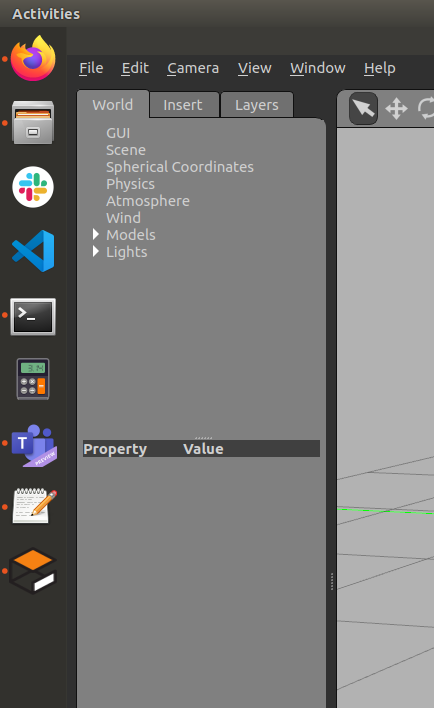 Activities
File Edit Camera View Window Help
World Insert Layers
GUI
Scene
Spherical Coordinates
Physics
Atmosphere
Wind
Models
Lights
Property Value
>_
T
PREVIEW